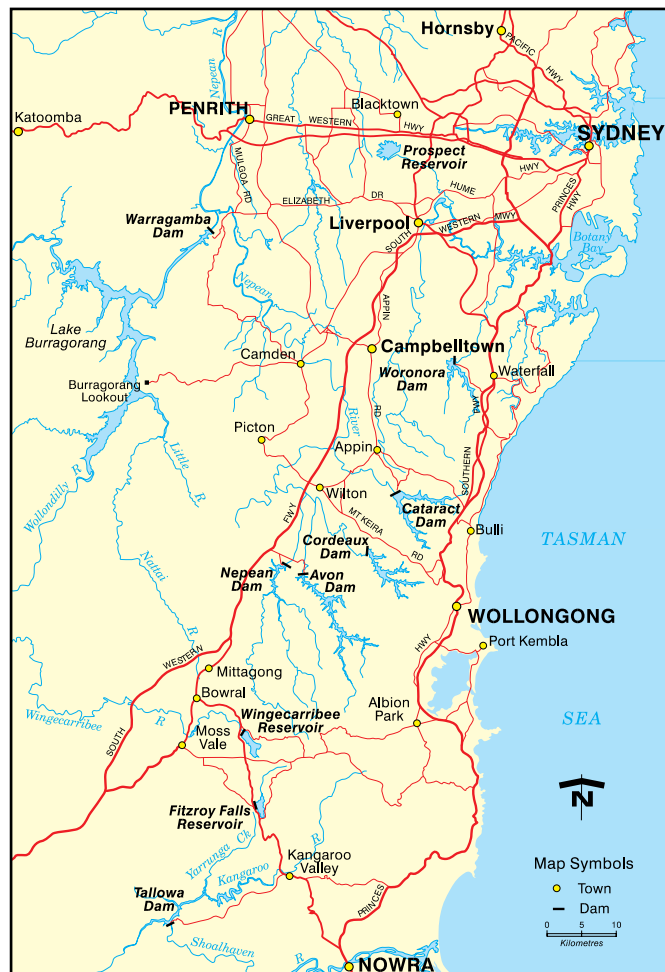 Hornsby
PACIFIC
HWY
Nepean
R
Katoomba
PENRITH
Blacktown
GREAT WESTERN HWY
SYDNEY
Prospect
Reservoir
MULGOA RD
ELIZABETH DR
HUME HWY
PRINCES
HWY
Warragamba
Dam
Liverpool
SOUTH WESTERN MWY
Botany
Bay
Nepean
Lake
Burragorang
APPIN
Campbelltown
Camden
Woronora
Dam
Waterfall
Burragorang
Lookout
FWY
Picton
River
RD
Appin
Little
R
SOUTHERN
Wollondilly R
Wilton
Cataract
Dam
FWY
MT KEIRA RD
Bulli
TASMAN
Cordeaux
Dam
Nattai
R
Nepean
Dam
Avon
Dam
WOLLONGONG
Port Kembla
HWY
WESTERN
Mittagong
Bowral
Wingecarribee
R
Wingecarribee
Reservoir
Albion
Park
SEA
Moss
Vale
SOUTH
N
Fitzroy Falls
Reservoir
Yarrunga Ck
Kangaroo
R
Kangaroo
Valley
Map Symbols
Town
Dam
0 5 10
Kilometres
Tallowa
Dam
PRINCES
Shoalhaven
R
NOWRA